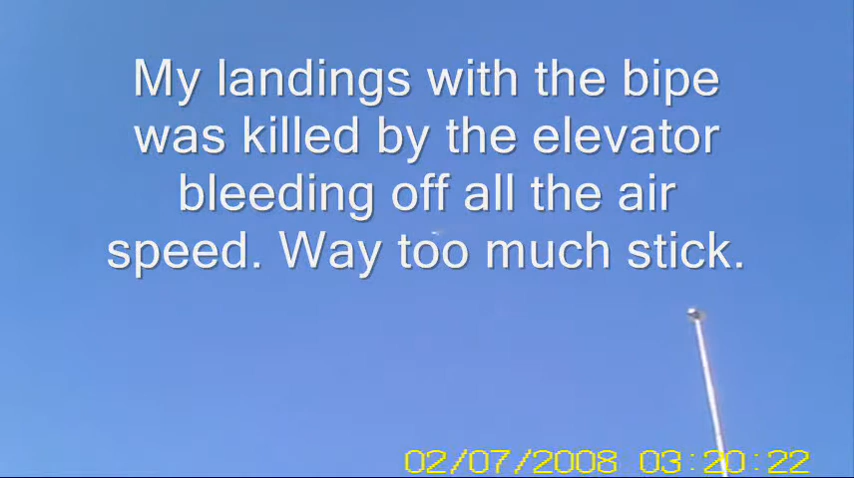 My landings with the bipe
was killed by the elevator
bleeding off all the air
speed. Way too much stick.
02/07/2008 03:20:22